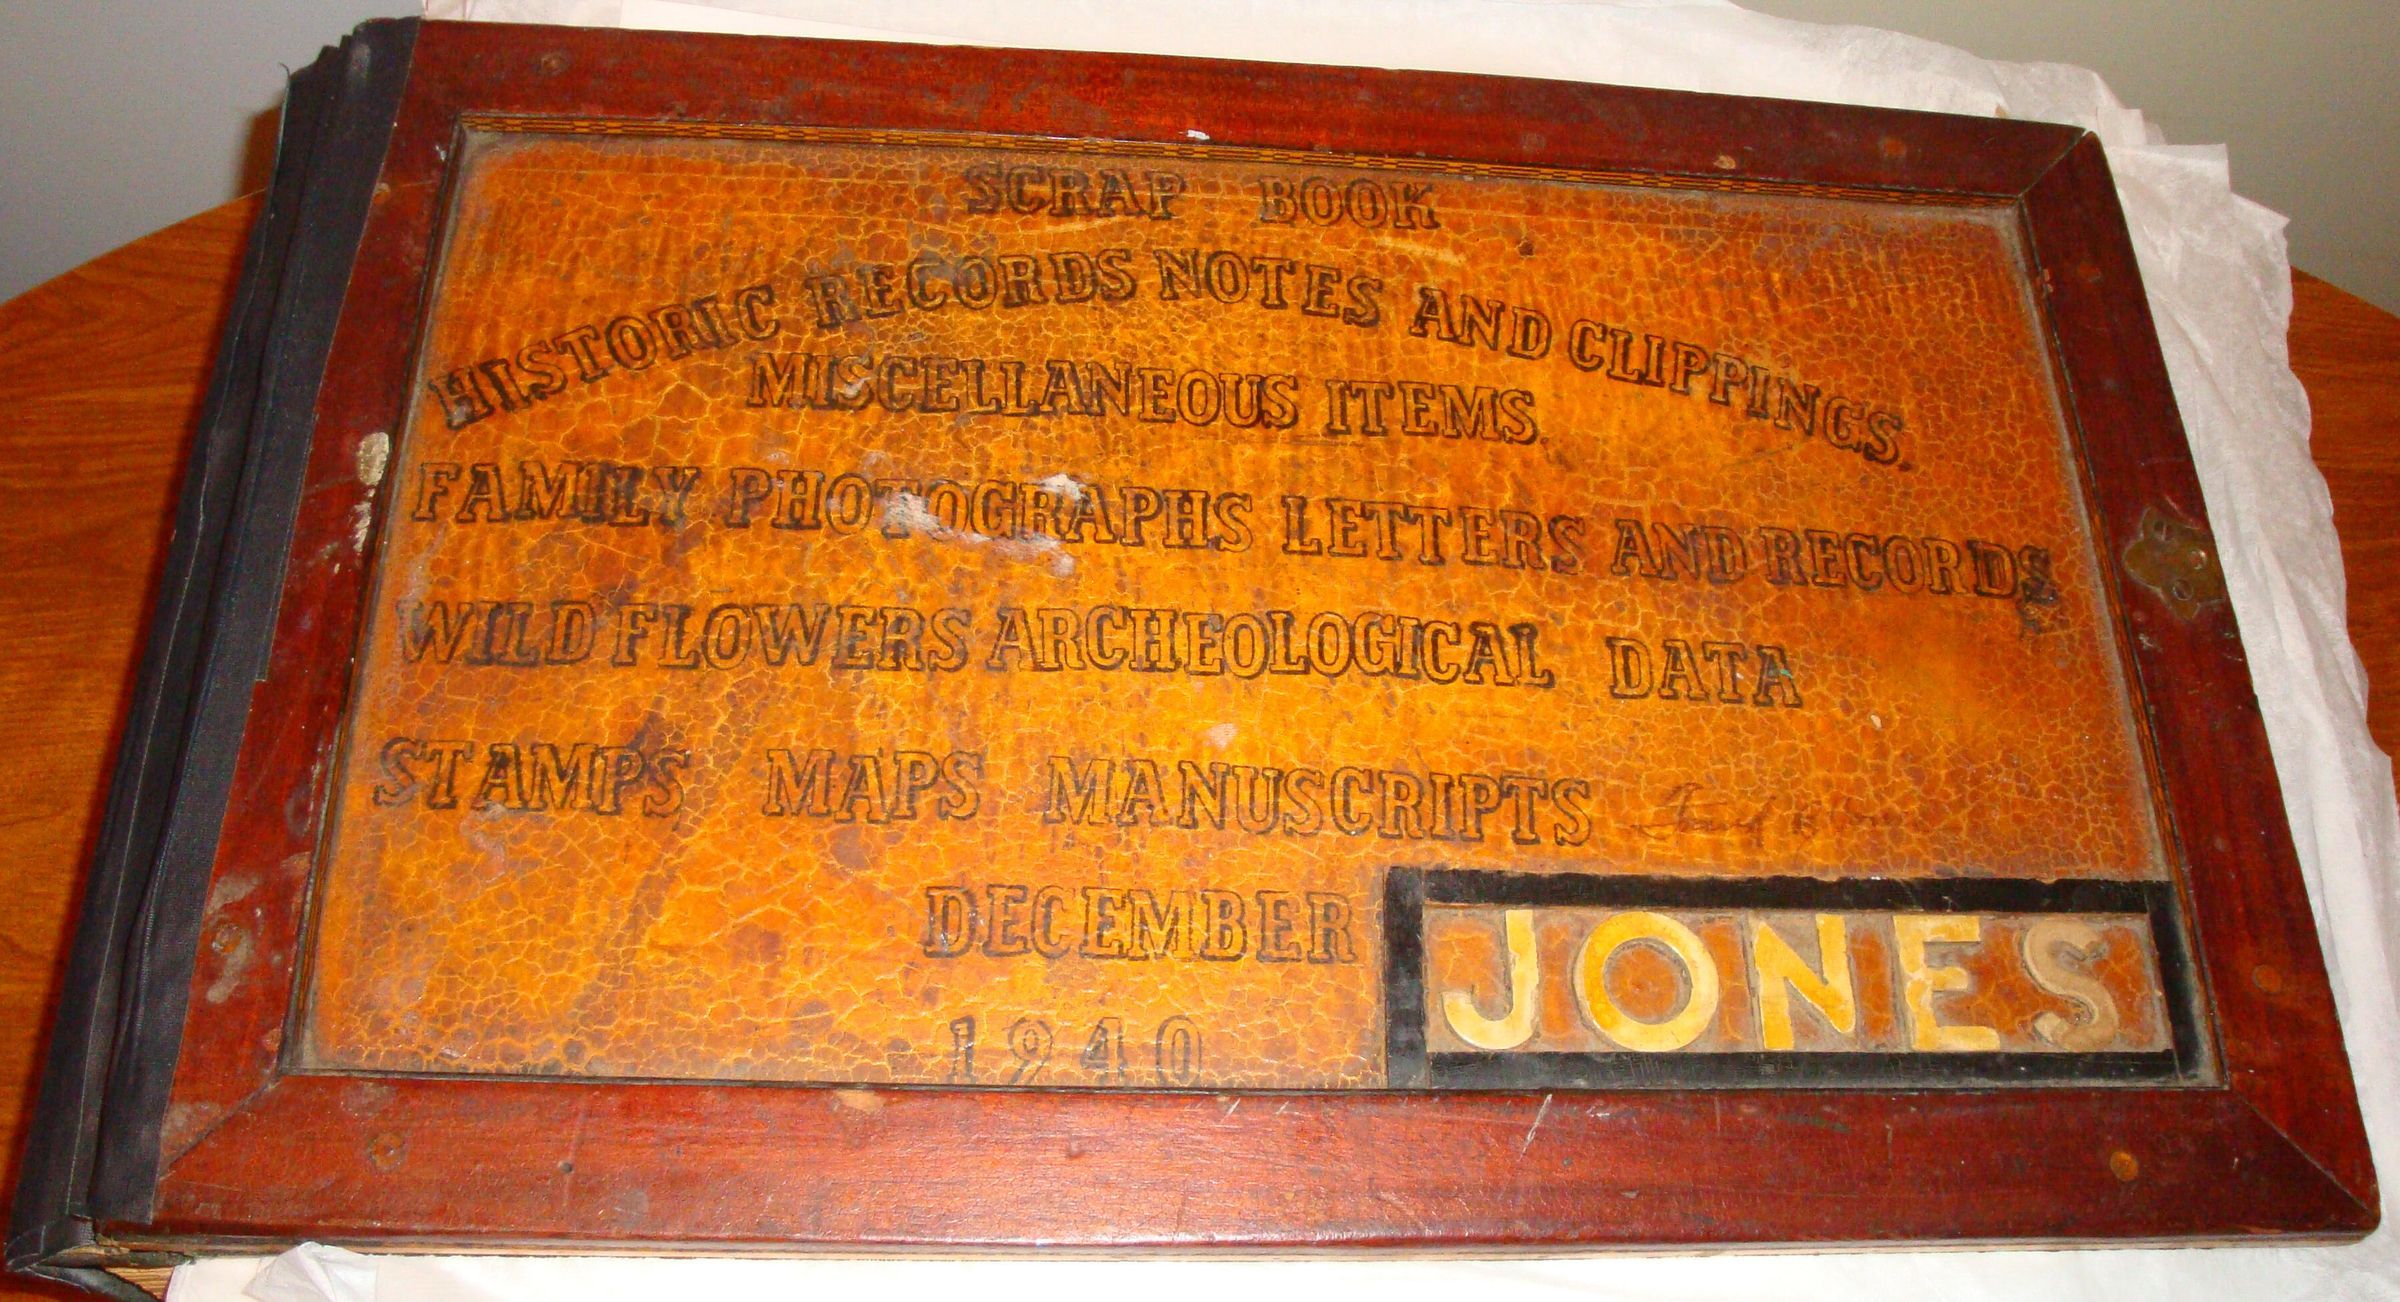 SCRAP BOOK
HISTORIC RECORDS NOTES AND CLIPPINGS.
MISCELLANEOUS ITEMS.
FAMILY PHOTOGRAPHS LETTERS AND RECORDS
WILD FLOWERS ARCHEOLOGICAL DATA
STAMPS MAPS MANUSCRIPTS
DECEMBER
1940
JONES